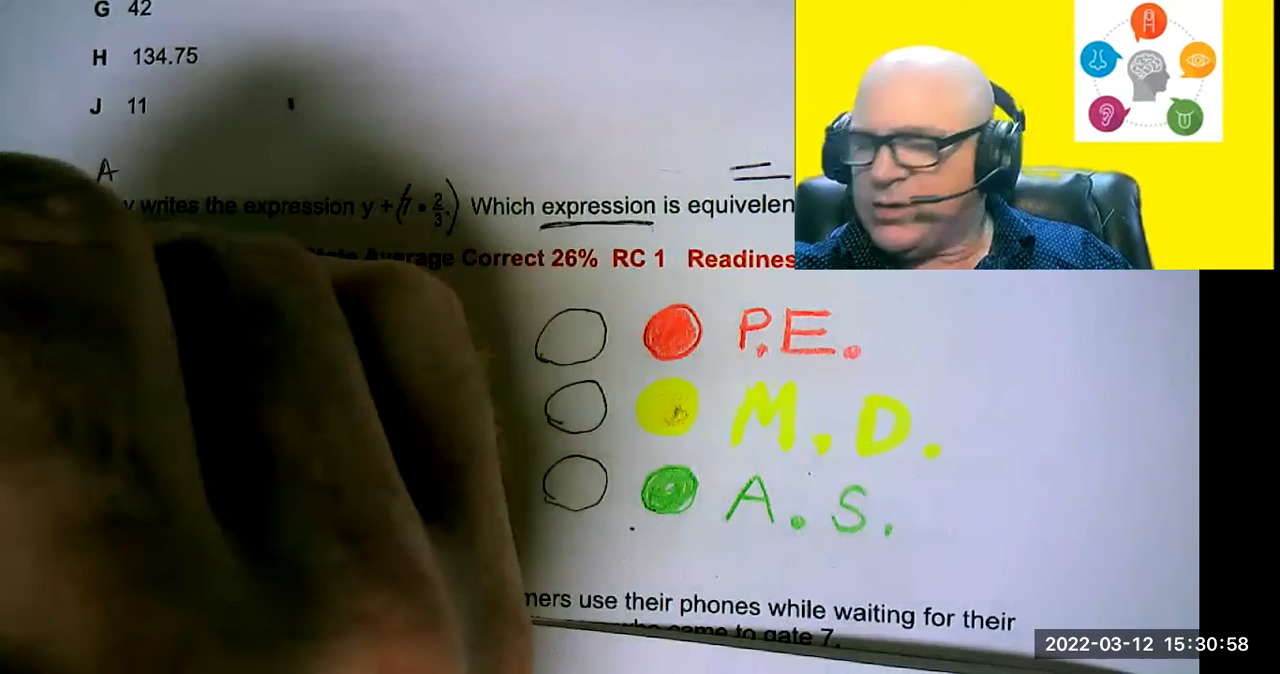 G 42
H 134.75
J 11
A
writes the expression y + (7 • 2/3) Which expression is equivalen
Average Correct 26% RC 1 Readines
P.E.
M.D.
A.S.
mers use their phones while waiting for their
who came to gate 7.
2022-03-12 15:30:58